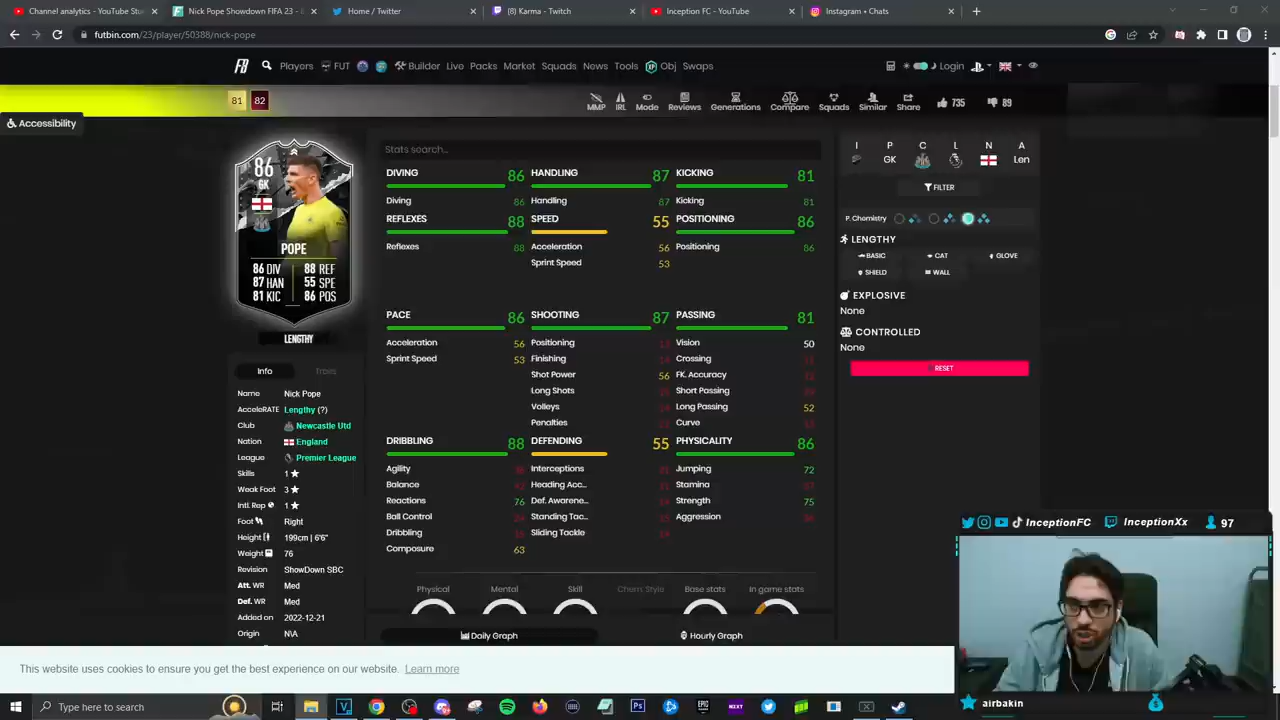 Channel analytics - YouTube Stu
Nick Pope Showdown FIFA 23 -
Home / Twitter
(8) Karma - Twitch
Inception FC - YouTube
Instagram • Chats
futbin.com/23/player/50388/nick-pope
Players
FUT
Builder
Live
Packs
Market
Squads
News
Tools
Obj
Swaps
Login
81
82
MMP
IRL
Mode
Reviews
Generations
Compare
Squads
Similar
Share
735
89
Accessibility
86
GK
POPE
86 DIV 88 REF
87 HAN 55 SPE
81 KIC 86 POS
LENGTHY
Info
Name Nick Pope
AcceleRATE Lengthy (?)
Club Newcastle Utd
Nation England
League Premier League
Skills 1
Weak Foot 3
Intl. Rep 1
Foot Right
Height 199cm | 6'6"
Weight 76
Revision ShowDown SBC
Att. WR Med
Def. WR Med
Added on 2022-12-21
Origin N\A
Stats search...
DIVING 86
Diving 86
HANDLING 87
Handling 87
KICKING 81
Kicking 81
REFLEXES 88
Reflexes 88
SPEED 55
Acceleration 56
Sprint Speed 53
POSITIONING 86
Positioning 86
PACE 86
Acceleration 56
Sprint Speed 53
SHOOTING 87
Positioning
Finishing
Shot Power 56
Long Shots
Volleys
Penalties
PASSING 81
Vision 50
Crossing
FK. Accuracy
Short Passing
Long Passing 52
Curve
DRIBBLING 88
Agility
Balance
Reactions 76
Ball Control
Dribbling
Composure 63
DEFENDING 55
Interceptions
Heading Acc...
Def. Awarene...
Standing Tac...
Sliding Tackle
PHYSICALITY 86
Jumping 72
Stamina
Strength 75
Aggression
Physical
Mental
Skill
Chem. Style
Base stats
In game stats
Daily Graph
Hourly Graph
I P C L N A
GK
Len
FILTER
P. Chemistry
LENGTHY
BASIC
CAT
GLOVE
SHIELD
WALL
EXPLOSIVE
None
CONTROLLED
None
RESET
InceptionFC
InceptionXx
97
airbakin
This website uses cookies to ensure you get the best experience on our website. Learn more
Type here to search